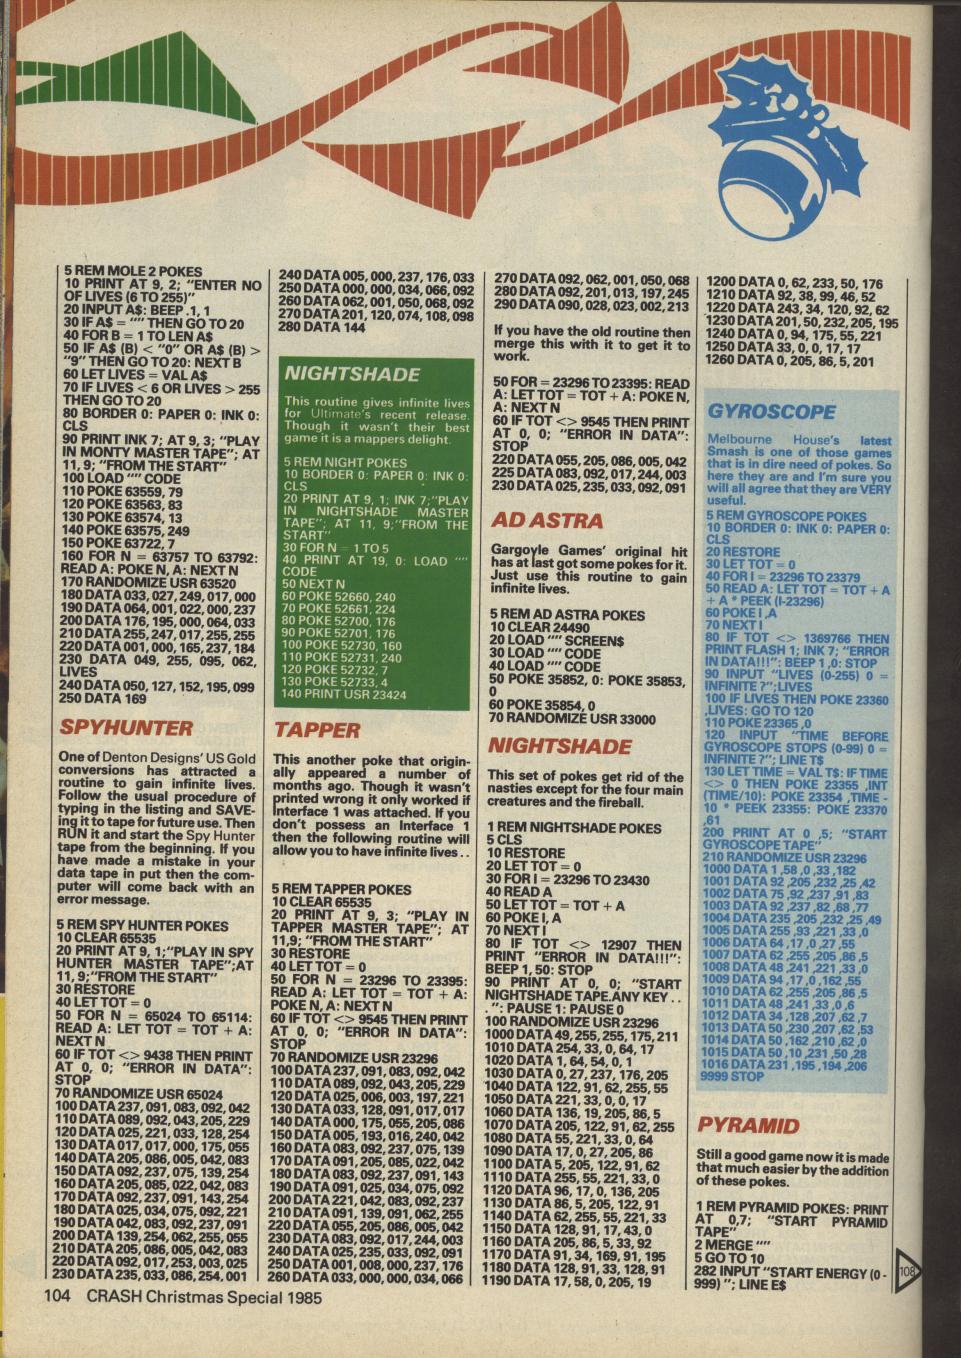 5 REM MOLE 2 POKES
10 PRINT AT 9, 2; “ENTER NO
OF LIVES (6 TO 255)”
20 INPUT A$: BEEP .1, 1
30 IF A$ = “” THEN GO TO 20
40 FOR B = 1 TO LEN A$
50 IF A$ (B) < “0” OR A$ (B) >
“9” THEN GO TO 20: NEXT B
60 LET LIVES = VAL A$
70 IF LIVES < 6 OR LIVES > 255
THEN GO TO 20
80 BORDER 0: PAPER 0: INK 0:
CLS
90 PRINT INK 7; AT 9, 3; “PLAY
IN MONTY MASTER TAPE”; AT
11, 9; “FROM THE START”
100 LOAD “” CODE
110 POKE 63559, 79
120 POKE 63563, 83
130 POKE 63574, 13
140 POKE 63575, 249
150 POKE 63722, 7
160 FOR N = 63757 TO 63792:
READ A: POKE N, A: NEXT N
170 RANDOMIZE USR 63520
180 DATA 033, 027, 249, 017, 000
190 DATA 064, 001, 022, 000, 237
200 DATA 176, 195, 000, 064, 033
210 DATA 255, 247, 017, 255, 255
220 DATA 001, 000, 165, 237, 184
230 DATA 049, 255, 095, 062,
LIVES
240 DATA 050, 127, 152, 195, 099
250 DATA 169
SPYHUNTER
One of Denton Designs’ US Gold
conversions has attracted a
routine to gain infinite lives.
Follow the usual procedure of
typing in the listing and SAVE-
ing it to tape for future use. Then
RUN it and start the Spy Hunter
tape from the beginning. If you
have made a mistake in your
data tape in put then the com-
puter will come back with an
error message.
5 REM SPY HUNTER POKES
10 CLEAR 65535
20 PRINT AT 9, 1;“PLAY IN SPY
HUNTER MASTER TAPE”;AT
11, 9;“FROM THE START”
30 RESTORE
40 LET TOT = 0
50 FOR N = 65024 TO 65114:
READ A: LET TOT = TOT + A:
NEXT N
60 IF TOT <> 9438 THEN PRINT
AT 0, 0; “ERROR IN DATA”:
STOP
70 RANDOMIZE USR 65024
100 DATA 237, 091, 083, 092, 042
110 DATA 089, 092, 043, 205, 229
120 DATA 025, 221, 033, 128, 254
130 DATA 017, 017, 000, 175, 055
140 DATA 205, 086, 005, 042, 083
150 DATA 092, 237, 075, 139, 254
160 DATA 205, 085, 022, 042, 083
170 DATA 092, 237, 091, 143, 254
180 DATA 025, 034, 075, 092, 221
190 DATA 042, 083, 092, 237, 091
200 DATA 139, 254, 062, 255, 055
210 DATA 205, 086, 005, 042, 083
220 DATA 092, 017, 253, 003, 025
230 DATA 235, 033, 086, 254, 001
240 DATA 005, 000, 237, 176, 033
250 DATA 000, 000, 034, 066, 092
260 DATA 062, 001, 050, 068, 092
270 DATA 201, 120, 074, 108, 098
280 DATA 144
NIGHTSHADE
This routine gives infinite lives
for Ultimate’s recent release.
Though it wasn’t their best
game it is a mappers delight.
5 REM NIGHT POKES
10 BORDER 0: PAPER 0: INK 0:
CLS
20 PRINT AT 9, 1; INK 7;“PLAY
IN NIGHTSHADE MASTER
TAPE”; AT 11, 9;“FROM THE
START”
30 FOR N = 1 TO 5
40 PRINT AT 19, 0: LOAD “”
CODE
50 NEXT N
60 POKE 52660, 240
70 POKE 52661, 224
80 POKE 52700, 176
90 POKE 52701, 176
100 POKE 52730, 160
110 POKE 52731, 240
120 POKE 52732, 7
130 POKE 52733, 4
140 PRINT USR 23424
TAPPER
This another poke that origin-
ally appeared a number of
months ago. Though it wasn’t
printed wrong it only worked if
Interface 1 was attached. If you
don’t possess an Interface 1
then the following routine will
allow you to have infinite lives . .
5 REM TAPPER POKES
10 CLEAR 65535
20 PRINT AT 9, 3; “PLAY IN
TAPPER MASTER TAPE”; AT
11,9; “FROM THE START”
30 RESTORE
40 LET TOT = 0
50 FOR N = 23296 TO 23395:
READ A: LET TOT = TOT + A:
POKE N, A: NEXT N
60 IF TOT <> 9545 THEN PRINT
AT 0, 0; “ERROR IN DATA”:
STOP
70 RANDOMIZE USR 23296
100 DATA 237, 091, 083, 092, 042
110 DATA 089, 092, 043, 205, 229
120 DATA 025, 006, 003, 197, 221
130 DATA 033, 128, 091, 017, 017
140 DATA 000, 175, 055, 205, 086
150 DATA 005, 193, 016, 240, 042
160 DATA 083, 092, 237, 075, 139
170 DATA 091, 205, 085, 022, 042
180 DATA 083, 092, 237, 091, 143
190 DATA 091, 025, 034, 075, 092
200 DATA 221, 042, 083, 092, 237
210 DATA 091, 139, 091, 062, 255
220 DATA 055, 205, 086, 005, 042
230 DATA 083, 092, 017, 244, 003
240 DATA 025, 235, 033, 092, 091
250 DATA 001, 008, 000, 237, 176
260 DATA 033, 000, 000, 034, 066
270 DATA 092, 062, 001, 050, 068
280 DATA 092, 201, 013, 197, 245
290 DATA 090, 028, 023, 002, 213
If you have the old routine then
merge this with it to get it to
work.
50 FOR = 23296 TO 23395: READ
A: LET TOT = TOT + A: POKE N,
A: NEXT N
60 IF TOT <> 9545 THEN PRINT
AT 0, 0; “ERROR IN DATA”:
STOP
220 DATA 055, 205, 086, 005, 042
225 DATA 083, 092, 017, 244, 003
230 DATA 025, 235, 033, 092, 091
AD ASTRA
Gargoyle Games’ original hit
has at last got some pokes for it.
Just use this routine to gain
infinite lives.
5 REM AD ASTRA POKES
10 CLEAR 24490
20 LOAD “” SCREEN$
30 LOAD “” CODE
40 LOAD “” CODE
50 POKE 35852, 0: POKE 35853,
0
60 POKE 35854, 0
70 RANDOMIZE USR 33000
NIGHTSHADE
This set of pokes get rid of the
nasties except for the four main
creatures and the fireball.
1 REM NIGHTSHADE POKES
5 CLS
10 RESTORE
20 LET TOT = 0
30 FOR I = 23296 TO 23430
40 READ A
50 LET TOT = TOT + A
60 POKE I, A
70 NEXT I
80 IF TOT <> 12907 THEN
PRINT “ERROR IN DATA!!!”:
BEEP 1, 50: STOP
90 PRINT AT 0, 0; “START
NIGHTSHADE TAPE.ANY KEY . .
. ”: PAUSE 1: PAUSE 0
100 RANDOMIZE USR 23296
1000 DATA 49, 255, 255, 175, 211
1010 DATA 254, 33, 0, 64, 17
1020 DATA 1, 64, 54, 0, 1
1030 DATA 0, 27, 237, 176, 205
1040 DATA 122, 91, 62, 255, 55
1050 DATA 221, 33, 0, 0, 17
1060 DATA 136, 19, 205, 86, 5
1070 DATA 205, 122, 91, 62, 255
1080 DATA 55, 221, 33, 0, 64
1090 DATA 17, 0, 27, 205, 86
1100 DATA 5, 205, 122, 91, 62
1110 DATA 255, 55, 221, 33, 0
1120 DATA 96, 17, 0, 136, 205
1130 DATA 86, 5, 205, 122, 91
1140 DATA 62, 255, 55, 221, 33
1150 DATA 128, 91, 17, 43, 0
1160 DATA 205, 86, 5, 33, 92
1170 DATA 91, 34, 169, 91, 195
1180 DATA 128, 91, 33, 128, 91
1190 DATA 17, 58, 0, 205, 19
1200 DATA 0, 62, 233, 50, 176
1210 DATA 92, 38, 99, 46, 52
1220 DATA 243, 34, 120, 92, 62
1230 DATA 201, 50, 232, 205, 195
1240 DATA 0, 94, 175, 55, 221
1250 DATA 33, 0, 0, 17, 17
1260 DATA 0, 205, 86, 5, 201
GYROSCOPE
Melbourne House’s latest
Smash is one of those games
that is in dire need of pokes. So
here they are and I’m sure you
will all agree that they are VERY
useful.
5 REM GYROSCOPE POKES
10 BORDER 0: INK 0: PAPER 0:
CLS
20 RESTORE
30 LET TOT = 0
40 FOR I = 23296 TO 23379
50 READ A: LET TOT = TOT + A
+ A * PEEK (I-23296)
60 POKE I ,A
70 NEXT I
80 IF TOT <> 1369766 THEN
PRINT FLASH 1; INK 7; “ERROR
IN DATA!!!”: BEEP 1 ,0: STOP
90 INPUT “LIVES (0-255) 0 =
INFINITE ?”;LIVES
100 IF LIVES THEN POKE 23360
,LIVES: GO TO 120
110 POKE 23365 ,0
120 INPUT “TIME BEFORE
GYROSCOPE STOPS (0-99) 0 =
INFINITE ?”; LINE T$
130 LET TIME = VAL T$: IF TIME
<> 0 THEN POKE 23355 ,INT
(TIME/10): POKE 23354 ,TIME -
10 * PEEK 23355: POKE 23370
,61
200 PRINT AT 0 ,5; “START
GYROSCOPE TAPE”
210 RANDOMIZE USR 23296
1000 DATA 1 ,58 ,0 ,33 ,182
1001 DATA 92 ,205 ,232 ,25 ,42
1002 DATA 75 ,92 ,237 ,91 ,83
1003 DATA 92 ,237 ,82 ,68 ,77
1004 DATA 235 ,205 ,232 ,25 ,49
1005 DATA 255 ,93 ,221 ,33 ,0
1006 DATA 64 ,17 ,0 ,27 ,55
1007 DATA 62 ,255 ,205 ,86 ,5
1008 DATA 48 ,241 ,221 ,33 ,0
1009 DATA 94 ,17 ,0 ,162 ,55
1010 DATA 62 ,255 ,205 ,86 ,5
1011 DATA 48 ,241 ,33 ,0 ,6
1012 DATA 34 ,128 ,207 ,62 ,7
1013 DATA 50 ,230 ,207 ,62 ,53
1014 DATA 50 ,162 ,210 ,62 ,0
1015 DATA 50 ,10 ,231 ,50 ,28
1016 DATA 231 ,195 ,194 ,206
9999 STOP
PYRAMID
Still a good game now it is made
that much easier by the addition
of these pokes.
1 REM PYRAMID POKES: PRINT
AT 0,7; “START PYRAMID
TAPE”
2 MERGE “”
5 GO TO 10
282 INPUT “START ENERGY (0 -
999) ”; LINE E$
108
104 CRASH Christmas Special 1985